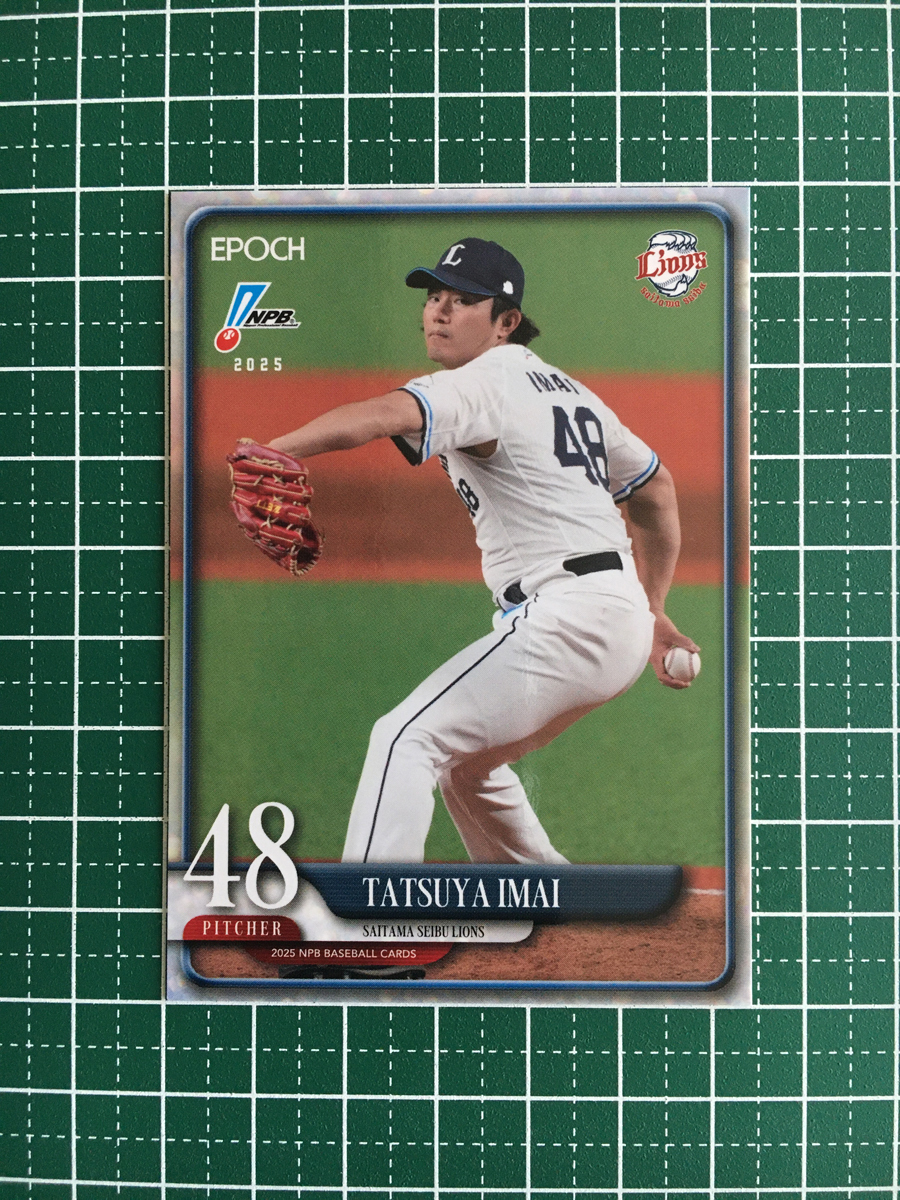 EPOCH
NPB
2025
Lions
saitama seibu
L
IMAI
48
48
48
PITCHER
TATSUYA IMAI
SAITAMA SEIBU LIONS
2025 NPB BASEBALL CARDS